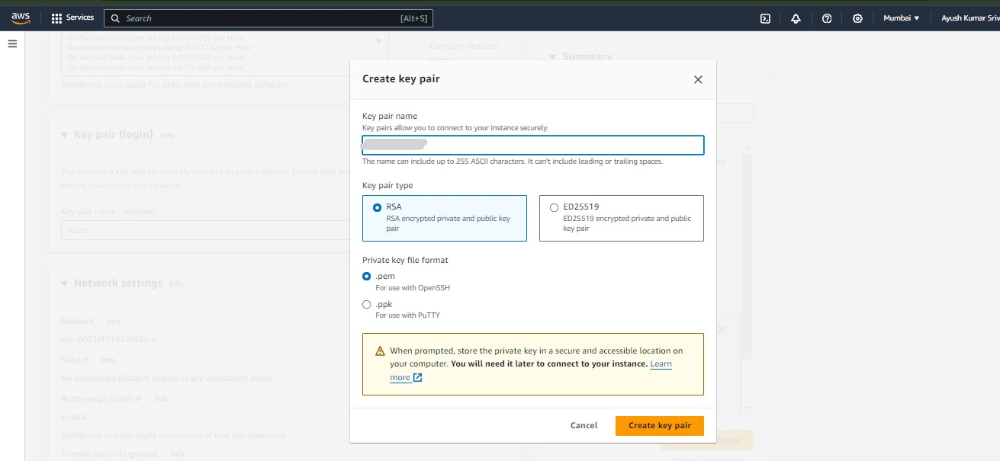 aws
Services
Search
[Alt+S]
Mumbai ▼
Ayush Kumar Sriv
On-Demand Linux base pricing: 0.0124 USD per Hour
On-Demand Windows base pricing: 0.017 USD per Hour
On-Demand RHEL base pricing:
On-Demand SUSE base pricing: 0.0124 USD per Hour
Additional costs apply for AMIs with pre-installed software
Compare instance
Summary
Key pair (login) Info
You can use a key pair to securely connect to your instance. Ensure that you
before you launch the instance.
Key pair name - required
Select
Network settings Info
Network Info
Subnet Info
No preference (Default subnet in any availability zone)
Auto-assign public IP Info
Enable
Additional charges apply when outside of free tier allowance
Firewall (security groups) Info
Create key pair
Key pair name
Key pairs allow you to connect to your instance securely.
The name can include up to 255 ASCII characters. It can't include leading or trailing spaces.
Key pair type
RSA
RSA encrypted private and public key
pair
ED25519
ED25519 encrypted private and public
key pair
Private key file format
.pem
For use with OpenSSH
.ppk
For use with PuTTY
When prompted, store the private key in a secure and accessible location on
your computer. You will need it later to connect to your instance. Learn
more
Cancel
Create key pair